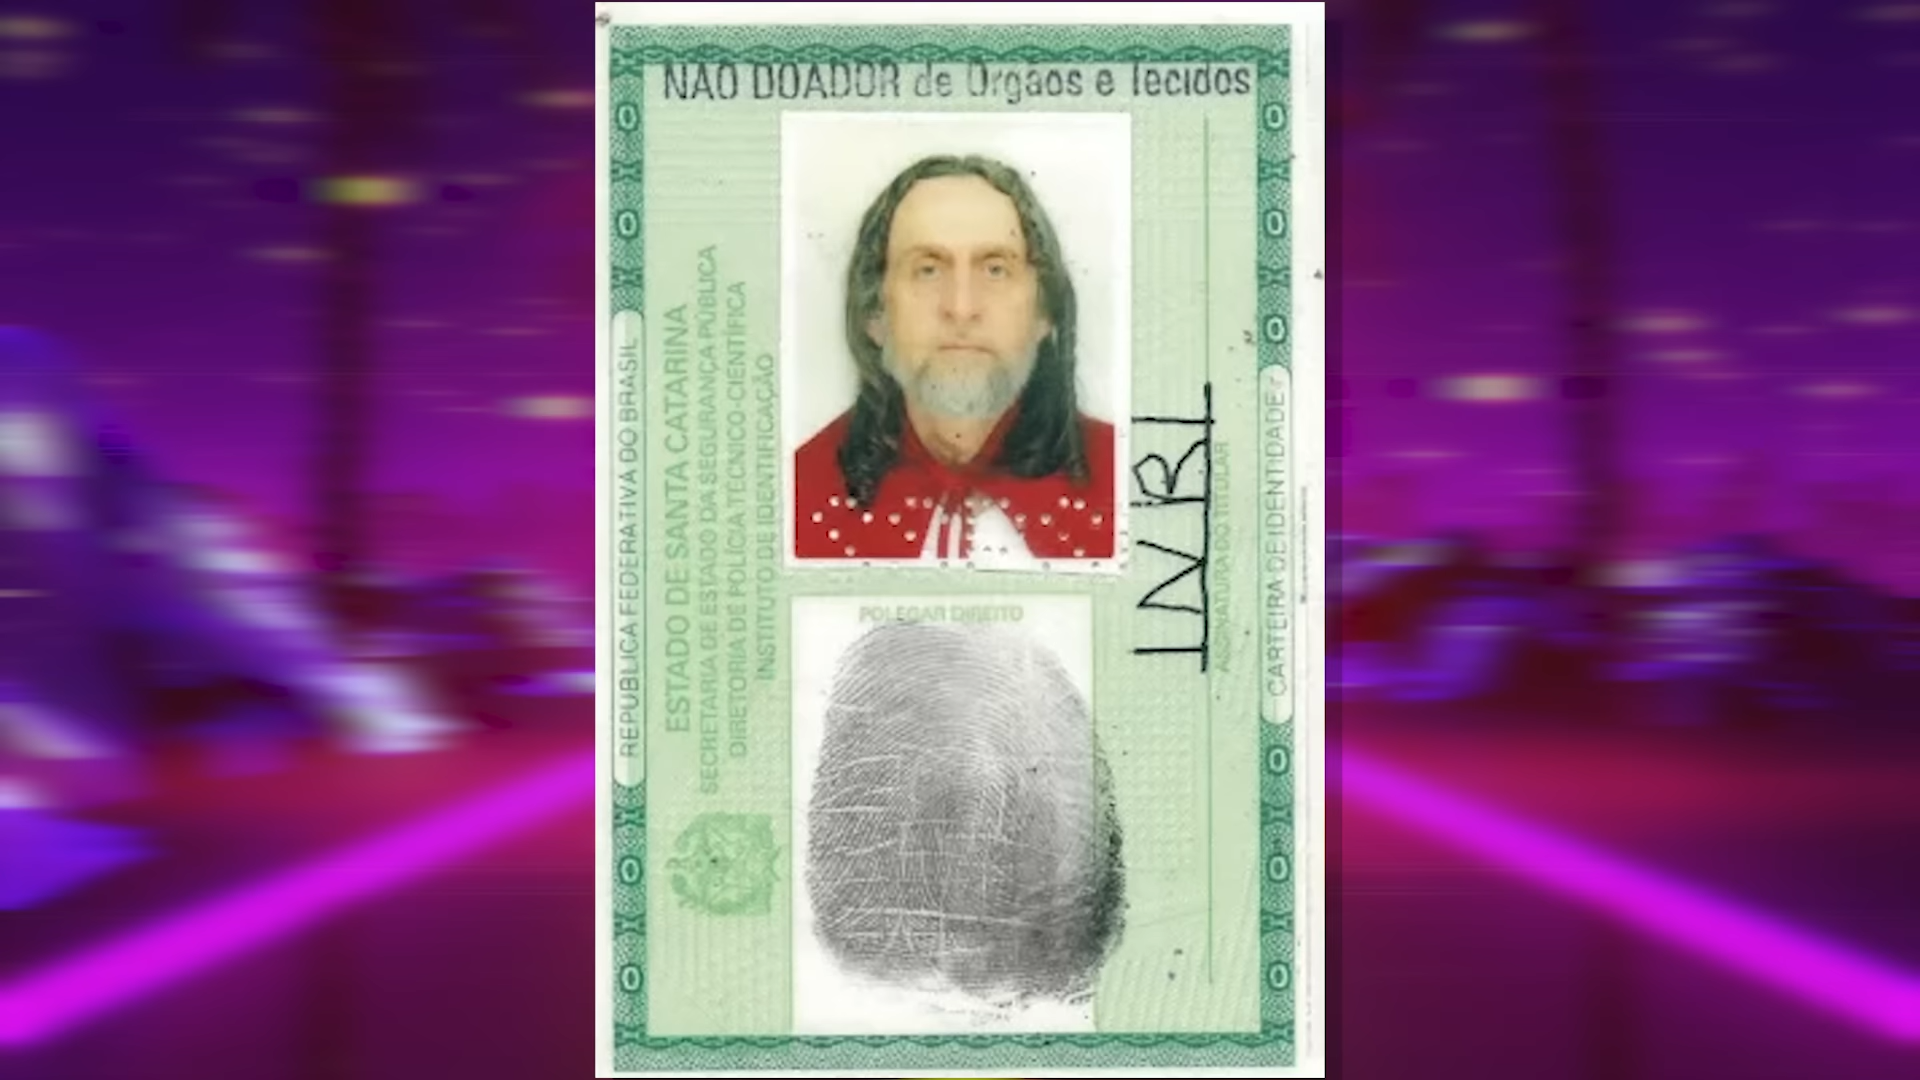 NÃO DOADOR de Órgãos e Tecidos
REPÚBLICA FEDERATIVA DO BRASIL
ESTADO DE SANTA CATARINA
SECRETARIA DE ESTADO DA SEGURANÇA PÚBLICA
DIRETORIA DE POLÍCIA TÉCNICO-CIENTÍFICA
INSTITUTO DE IDENTIFICAÇÃO
POLEGAR DIREITO
INRI
ASSINATURA DO TITULAR
CARTEIRA DE IDENTIDADE